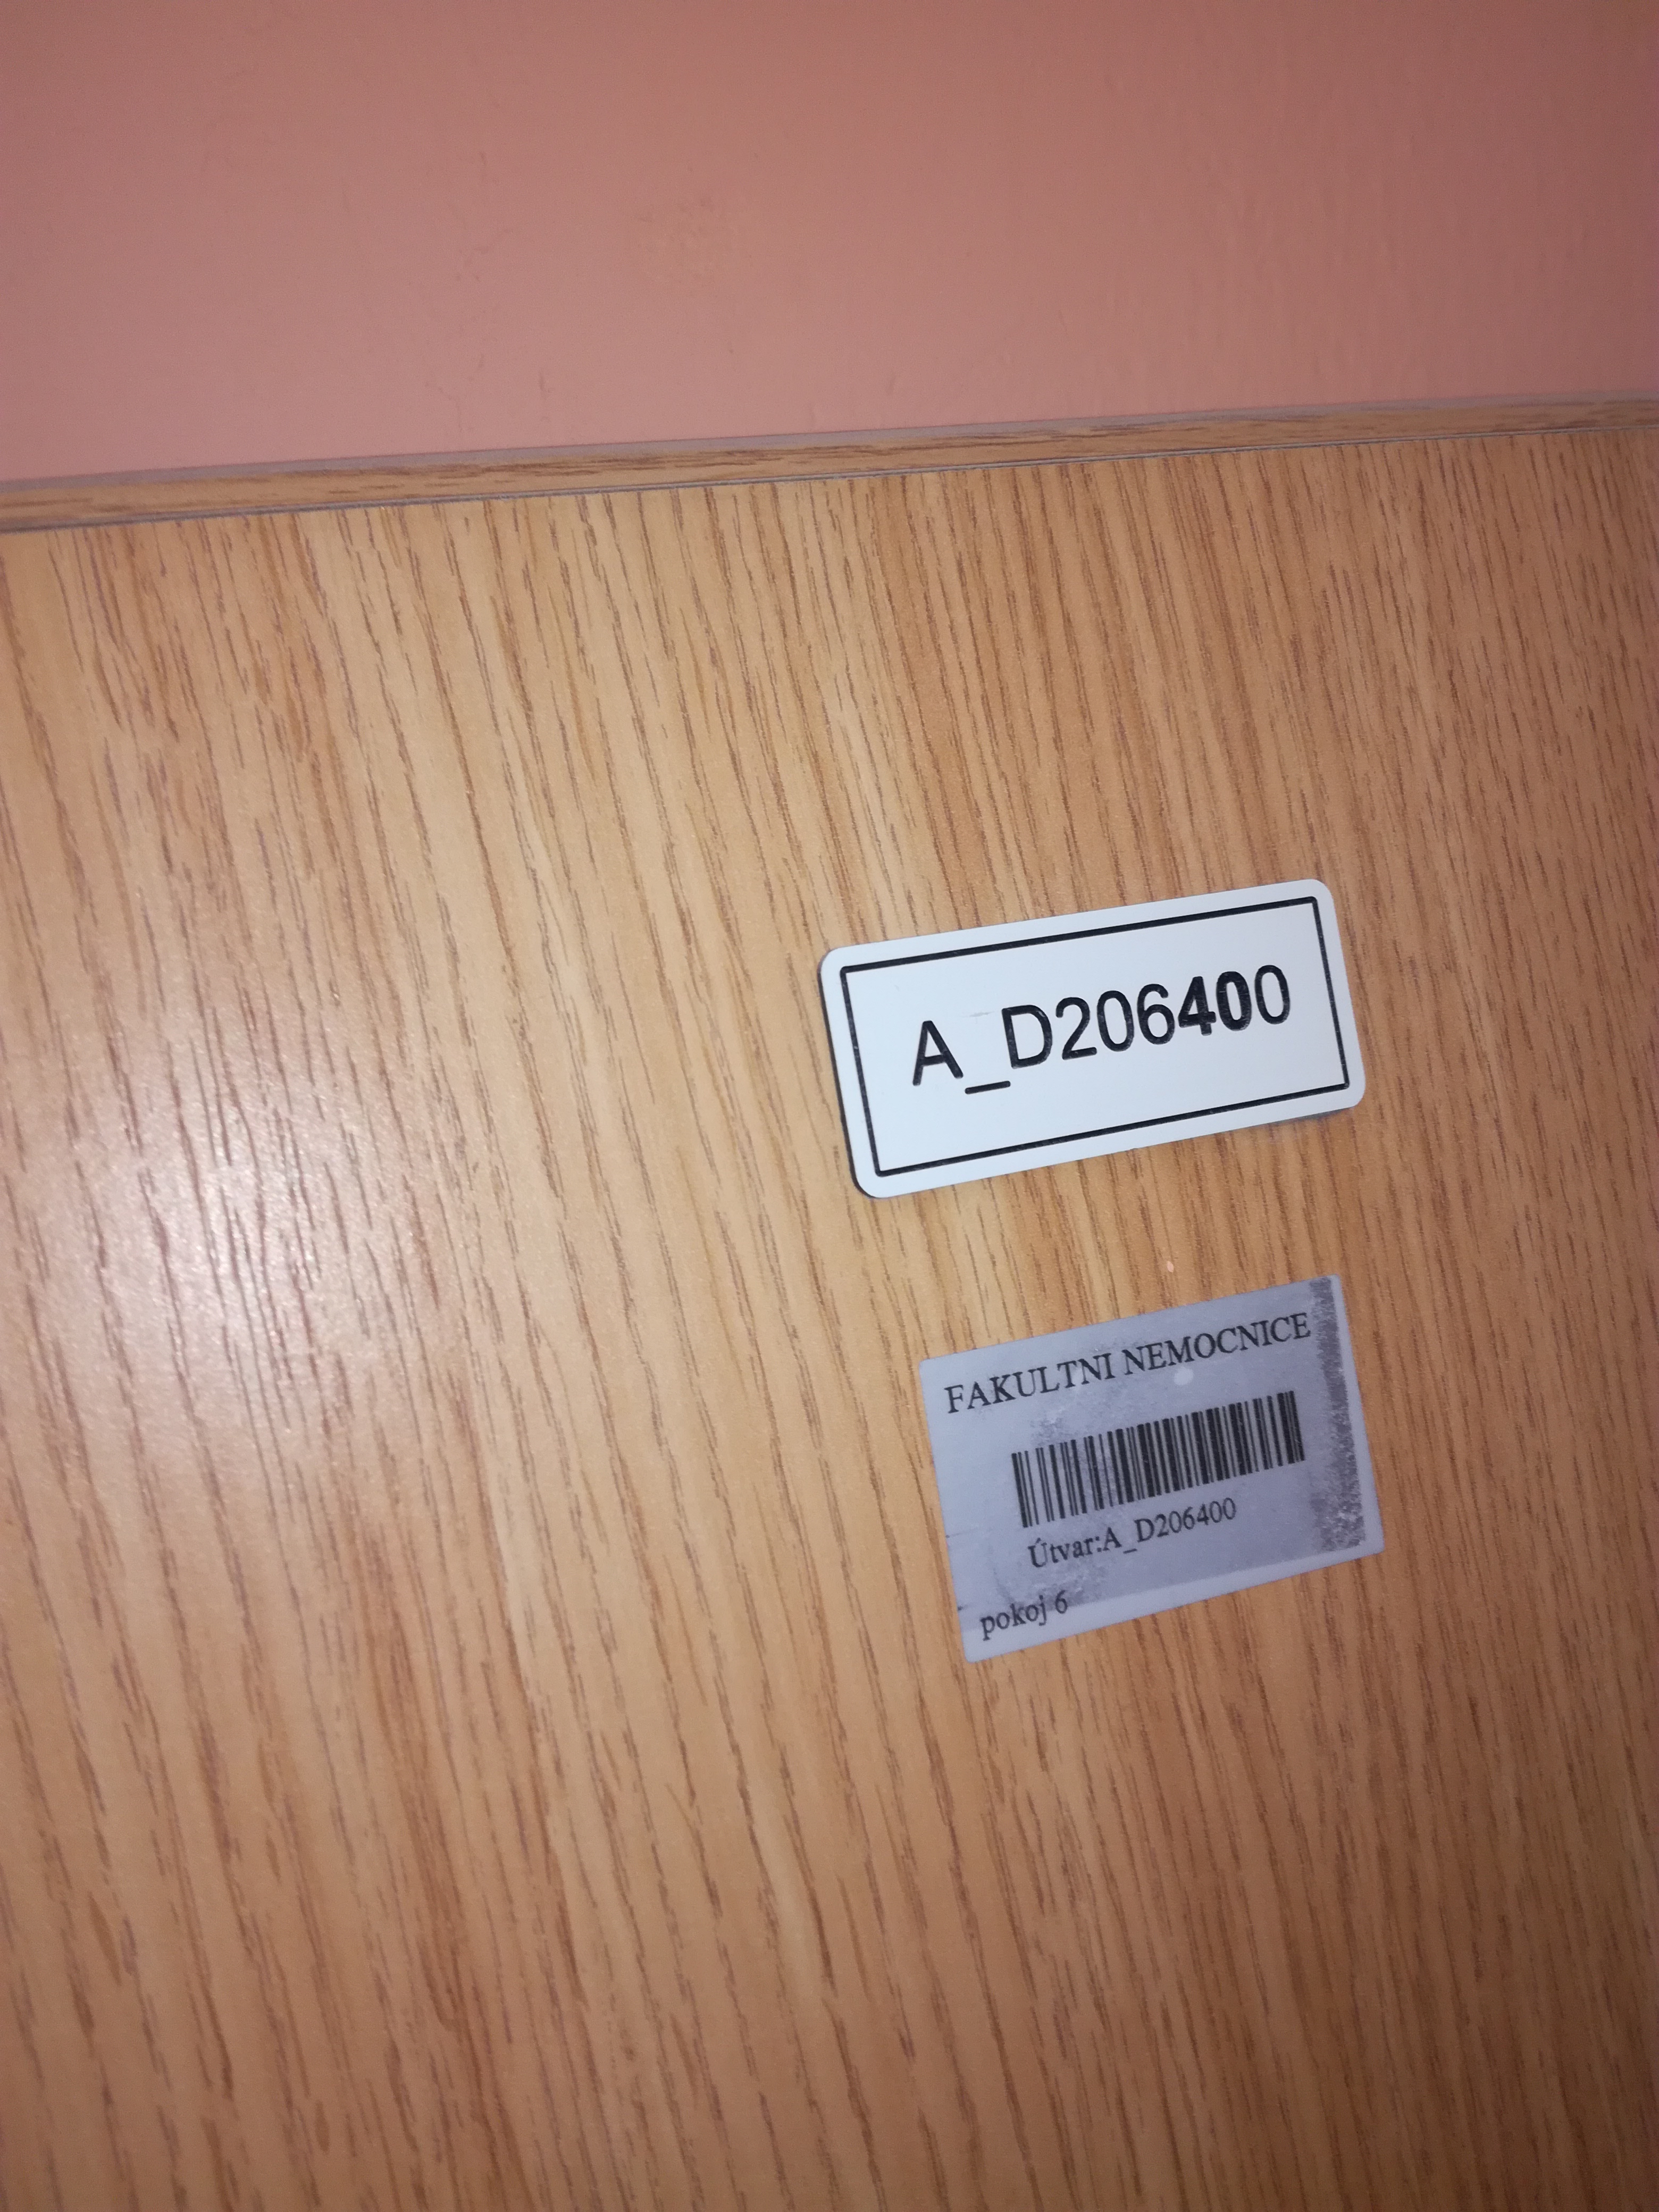 A_D206400
FAKULTNI NEMOCNICE
Útvar:A_D206400
pokoj 6